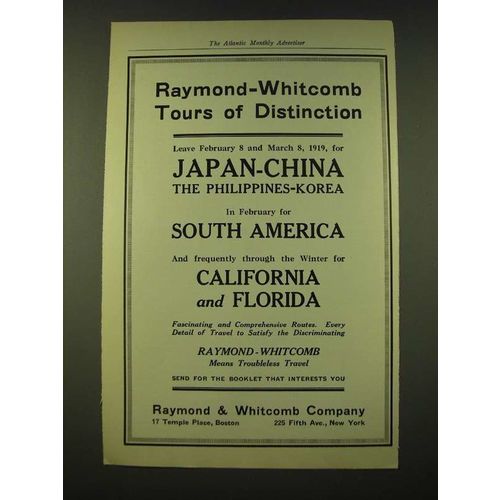 The Atlantic Monthly Advertiser
Raymond-Whitcomb
Tours of Distinction
Leave February 8 and March 8, 1919, for
JAPAN-CHINA
THE PHILIPPINES-KOREA
In February for
SOUTH AMERICA
And frequently through the Winter for
CALIFORNIA
and FLORIDA
Fascinating and Comprehensive Routes. Every
Detail of Travel to Satisfy the Discriminating
RAYMOND-WHITCOMB
Means Troubleless Travel
SEND FOR THE BOOKLET THAT INTERESTS YOU
Raymond & Whitcomb Company
17 Temple Place, Boston 225 Fifth Ave., New York